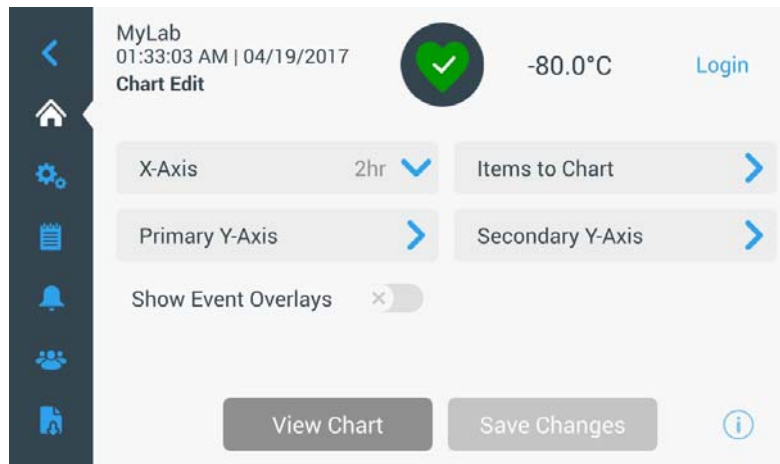 MyLab
01:33:03 AM | 04/19/2017
Chart Edit
-80.0°C
Login
X-Axis 2hr
Items to Chart
Primary Y-Axis
Secondary Y-Axis
Show Event Overlays
View Chart
Save Changes